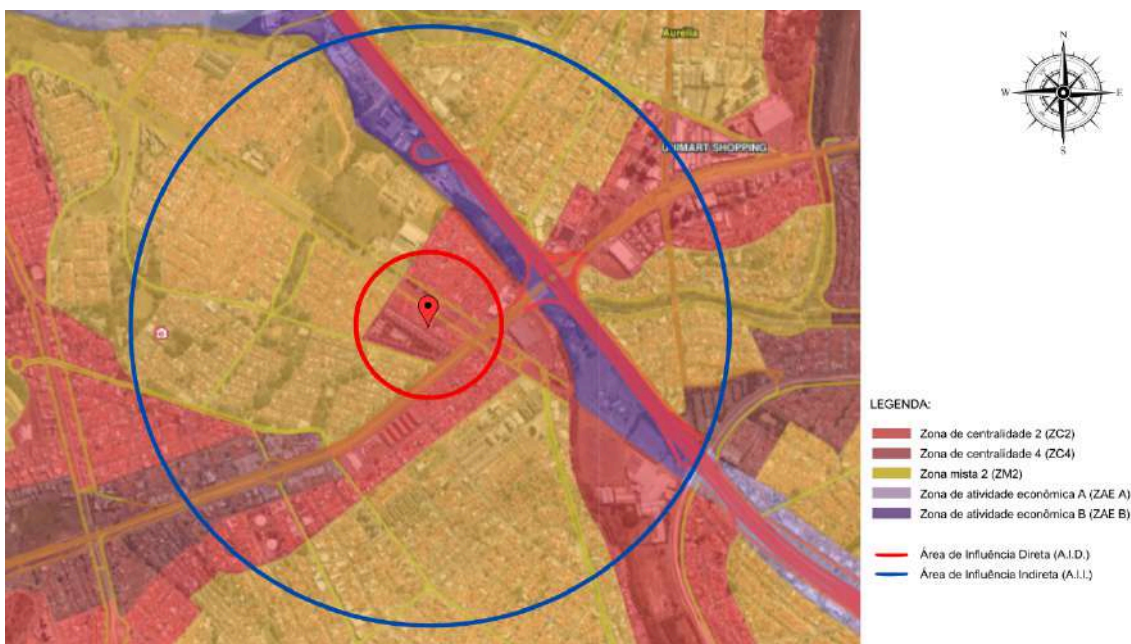 Aurélia
UNIMART SHOPPING
N
W
E
S
LEGENDA:
Zona de centralidade 2 (ZC2)
Zona de centralidade 4 (ZC4)
Zona mista 2 (ZM2)
Zona de atividade econômica A (ZAE A)
Zona de atividade econômica B (ZAE B)
Área de Influência Direta (A.I.D.)
Área de Influência Indireta (A.I.I.)